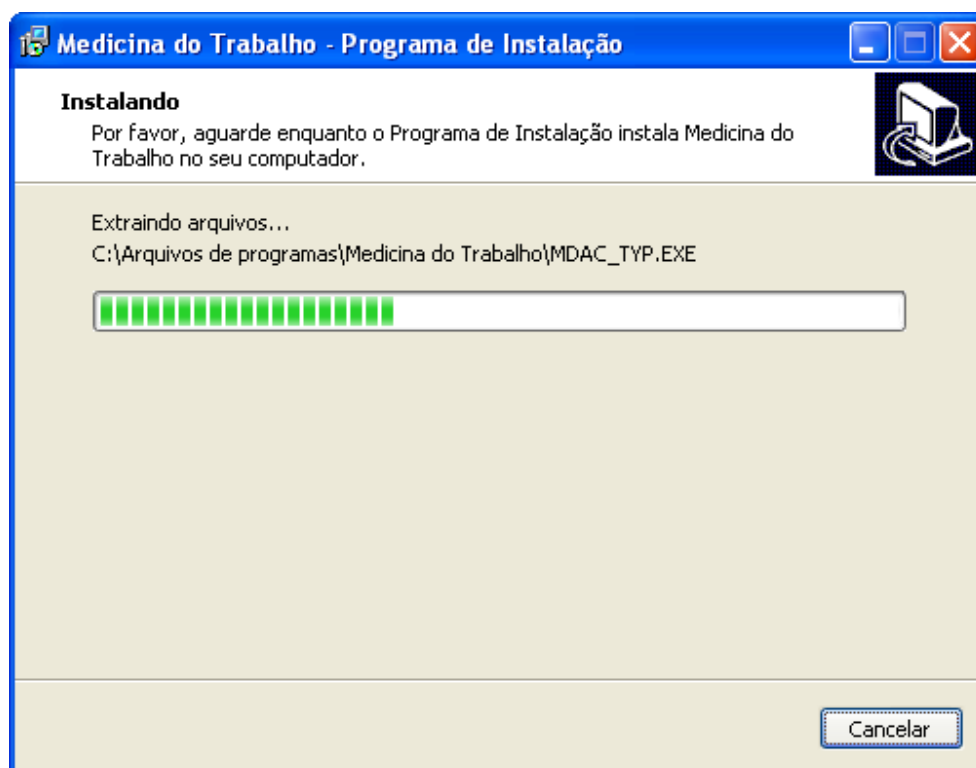 Medicina do Trabalho - Programa de Instalação
Instalando
Por favor, aguarde enquanto o Programa de Instalação instala Medicina do
Trabalho no seu computador.
Extraindo arquivos...
C:\Arquivos de programas\Medicina do Trabalho\MDAC_TYP.EXE
Cancelar